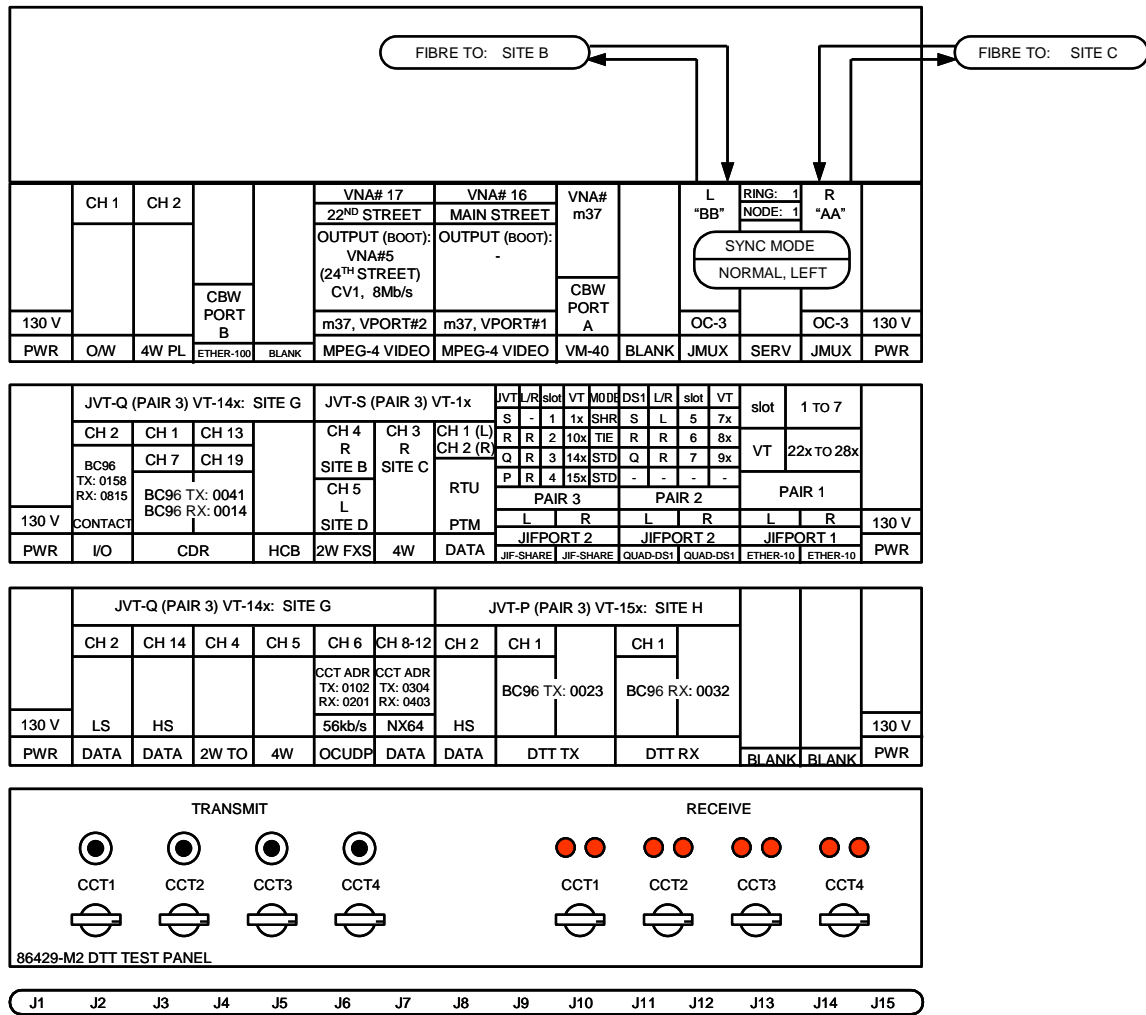 FIBRE TO: SITE B
FIBRE TO: SITE C
CH 1
CH 2
VNA# 17
VNA# 16
VNA#
m37
L
"BB"
RING: 1
NODE: 1
R
"AA"
22ND STREET
MAIN STREET
OUTPUT (BOOT):
VNA#5
(24TH STREET)
CV1, 8Mb/s
OUTPUT (BOOT):
-
SYNC MODE
NORMAL, LEFT
CBW
PORT
B
CBW
PORT
A
130 V
m37, VPORT#2
m37, VPORT#1
OC-3
OC-3
130 V
PWR
O/W
4W PL
ETHER-100
BLANK
MPEG-4 VIDEO
MPEG-4 VIDEO
VM-40
BLANK
JMUX
SERV
JMUX
PWR
JVT-Q (PAIR 3) VT-14x: SITE G
JVT-S (PAIR 3) VT-1x
JVT L/R slot VT MODE DS1 L/R slot VT
S - 1 1x SHR S L 5 7x
R R 2 10x TIE R R 6 8x
Q R 3 14x STD Q R 7 9x
P R 4 15x STD - - - -
slot 1 TO 7
VT 22x TO 28x
CH 2
CH 1
CH 13
CH 7
CH 19
BC96
TX: 0158
RX: 0815
CONTACT
BC96 TX: 0041
BC96 RX: 0014
CH 4
R
SITE B
CH 5
L
SITE D
CH 3
R
SITE C
CH 1 (L)
CH 2 (R)
RTU
PTM
PAIR 3
PAIR 2
PAIR 1
130 V
L R L R L R
130 V
JIFPORT 2
JIFPORT 2
JIFPORT 1
PWR
I/O
CDR
HCB
2W FXS
4W
DATA
JIF-SHARE
JIF-SHARE
QUAD-DS1
QUAD-DS1
ETHER-10
ETHER-10
PWR
JVT-Q (PAIR 3) VT-14x: SITE G
JVT-P (PAIR 3) VT-15x: SITE H
CH 2
CH 14
CH 4
CH 5
CH 6
CH 8-12
CH 2
CH 1
CH 1
CCT ADR
TX: 0102
RX: 0201
CCT ADR
TX: 0304
RX: 0403
BC96 TX: 0023
BC96 RX: 0032
130 V
LS
HS
56kb/s
NX64
HS
130 V
PWR
DATA
DATA
2W TO
4W
OCUDP
DATA
DATA
DTT TX
DTT RX
BLANK
BLANK
PWR
TRANSMIT
RECEIVE
CCT1
CCT2
CCT3
CCT4
CCT1
CCT2
CCT3
CCT4
86429-M2 DTT TEST PANEL
J1 J2 J3 J4 J5 J6 J7 J8 J9 J10 J11 J12 J13 J14 J15